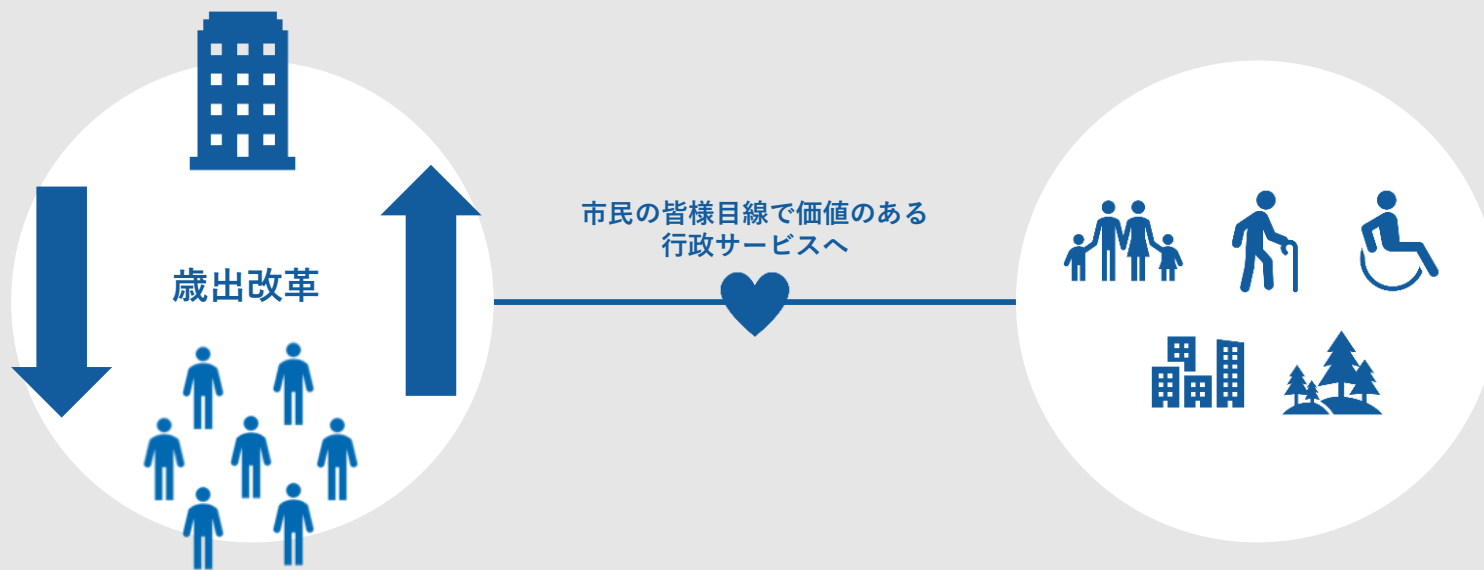 歳出改革
市民の皆様目線で価値のある
行政サービスへ